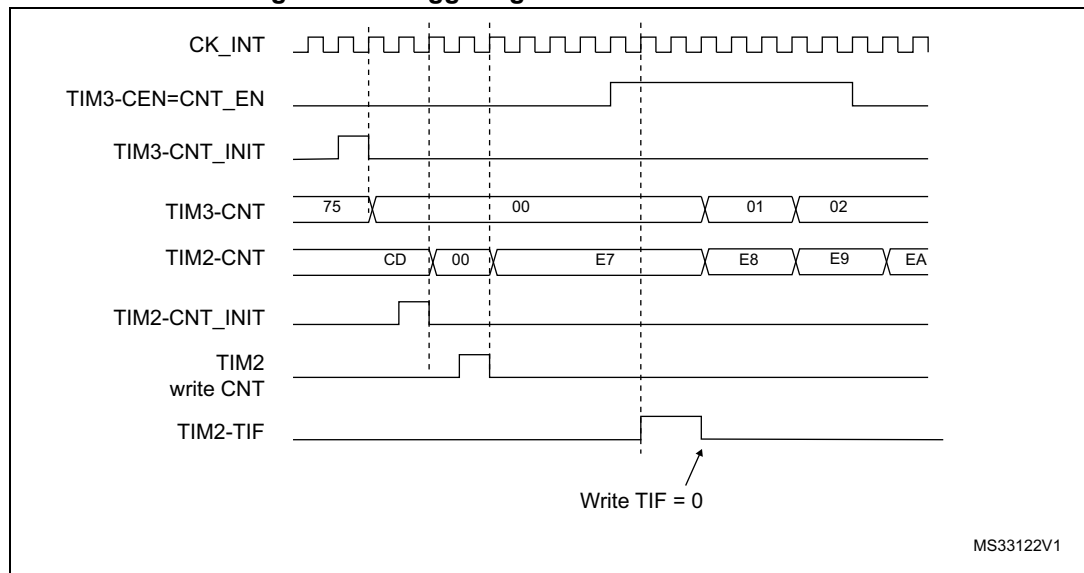 CK_INT
TIM3-CEN=CNT_EN
TIM3-CNT_INIT
TIM3-CNT 75 00 01 02
TIM2-CNT CD 00 E7 E8 E9 EA
TIM2-CNT_INIT
TIM2
write CNT
TIM2-TIF
Write TIF = 0
MS33122V1